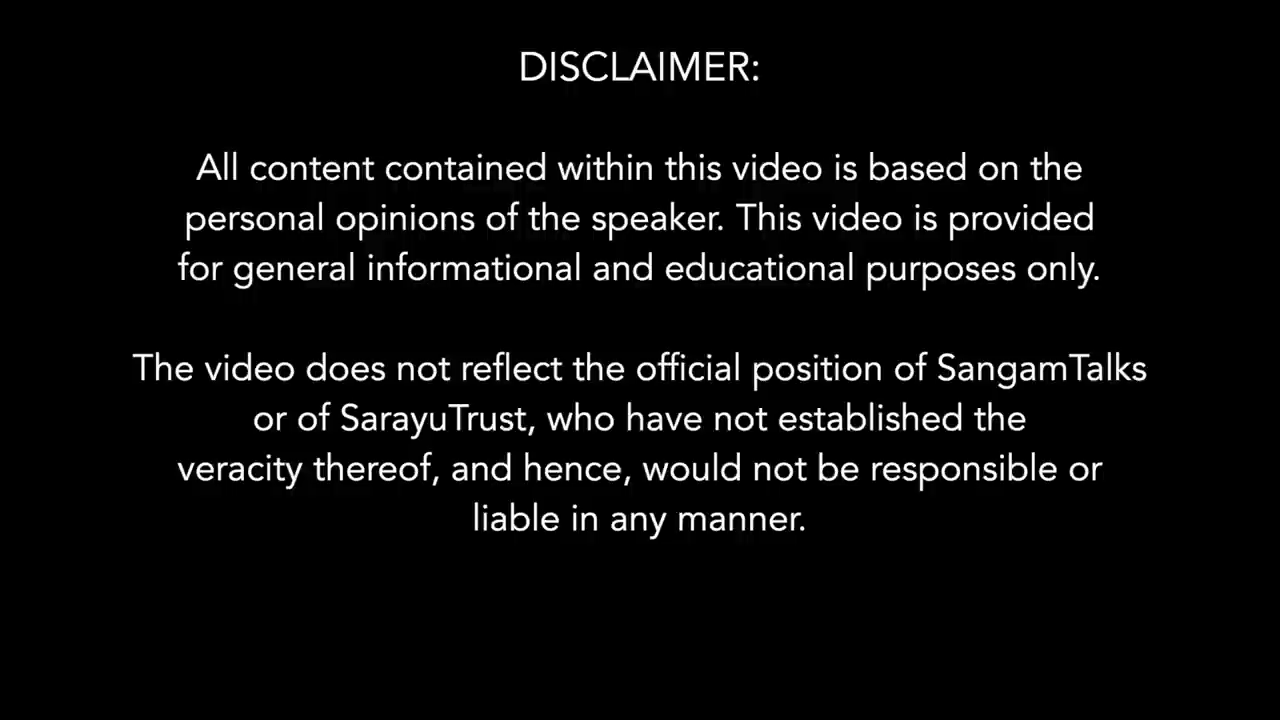 DISCLAIMER:
All content contained within this video is based on the
personal opinions of the speaker. This video is provided
for general informational and educational purposes only.
The video does not reflect the official position of SangamTalks
or of SarayuTrust, who have not established the
veracity thereof, and hence, would not be responsible or
liable in any manner.